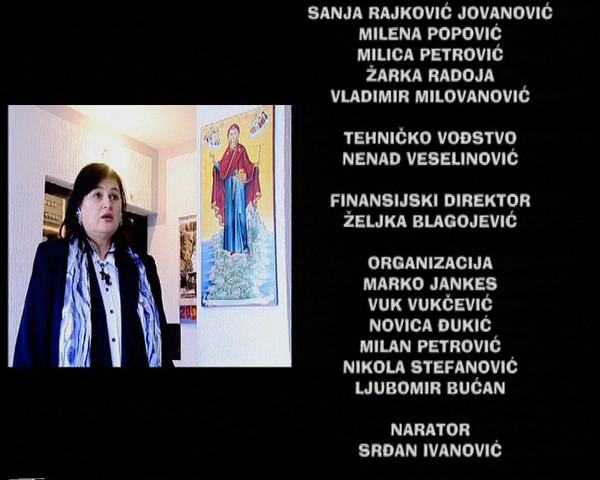 SANJA RAJKOVIĆ JOVANOVIĆ
MILENA POPOVIĆ
MILICA PETROVIĆ
ŽARKA RADOJA
VLADIMIR MILOVANOVIĆ
TEHNIČKO VOĐSTVO
NENAD VESELINOVIĆ
FINANSIJSKI DIREKTOR
ŽELJKA BLAGOJEVIĆ
ORGANIZACIJA
MARKO JANKES
VUK VUKČEVIĆ
NOVICA ĐUKIĆ
MILAN PETROVIĆ
NIKOLA STEFANOVIĆ
LJUBOMIR BUĆAN
NARATOR
SRĐAN IVANOVIĆ